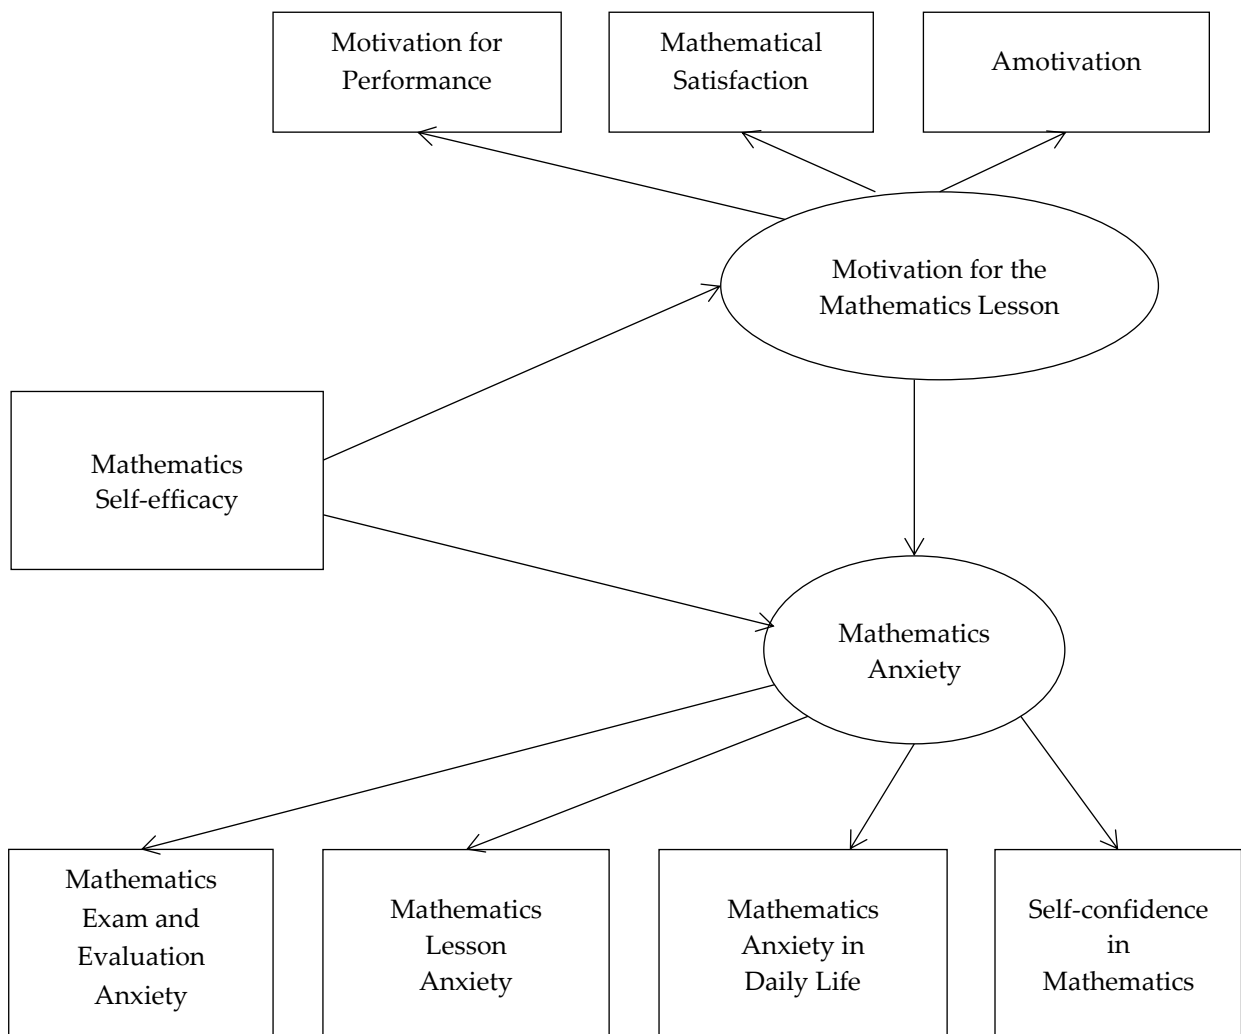 Motivation for
Performance
Mathematical
Satisfaction
Amotivation
Motivation for the
Mathematics Lesson
Mathematics
Self-efficacy
Mathematics
Anxiety
Mathematics
Exam and
Evaluation
Anxiety
Mathematics
Lesson
Anxiety
Mathematics
Anxiety in
Daily Life
Self-confidence
in
Mathematics